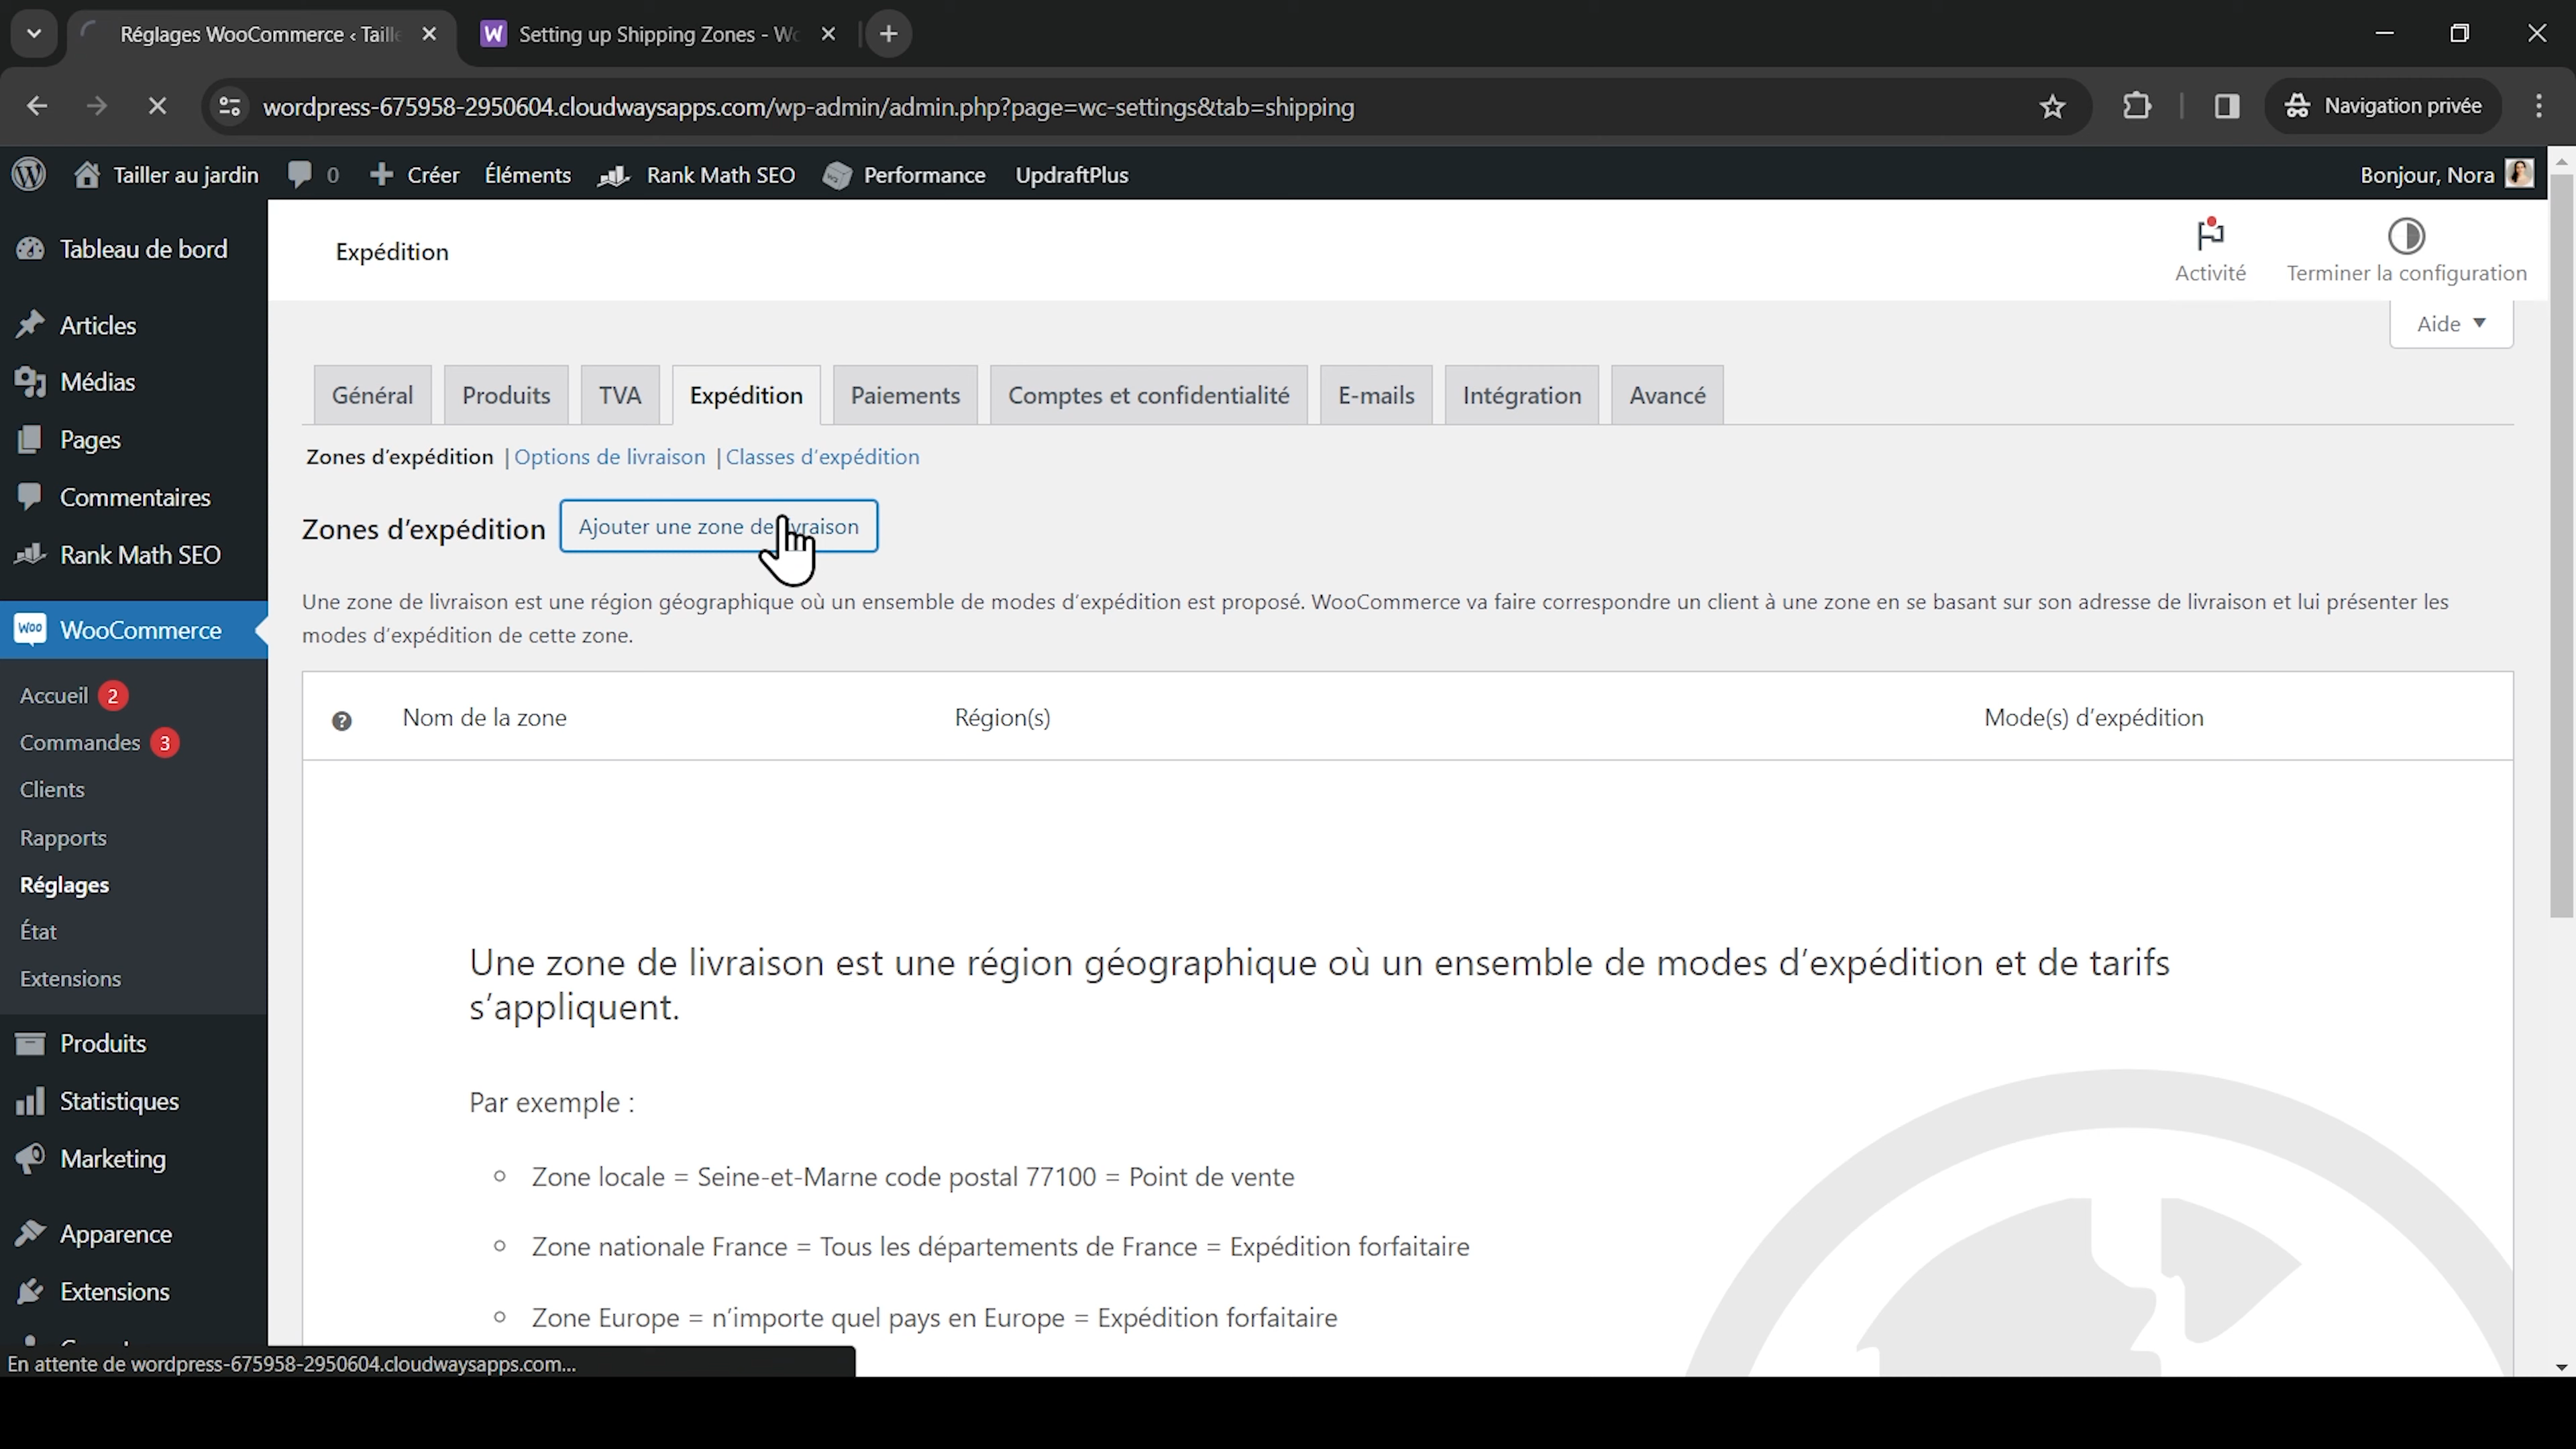 Réglages WooCommerce ‹ Taille
Setting up Shipping Zones - Wo
wordpress-675958-2950604.cloudwaysapps.com/wp-admin/admin.php?page=wc-settings&tab=shipping
Navigation privée
Tailler au jardin
0
Créer
Éléments
Rank Math SEO
Performance
UpdraftPlus
Bonjour, Nora
Tableau de bord
Articles
Médias
Pages
Commentaires
Rank Math SEO
WooCommerce
Accueil 2
Commandes 3
Clients
Rapports
Réglages
État
Extensions
Produits
Statistiques
Marketing
Apparence
Extensions
Expédition
Activité
Terminer la configuration
Aide
Général
Produits
TVA
Expédition
Paiements
Comptes et confidentialité
E-mails
Intégration
Avancé
Zones d’expédition | Options de livraison | Classes d’expédition
Zones d’expédition
Ajouter une zone de livraison
Une zone de livraison est une région géographique où un ensemble de modes d’expédition est proposé. WooCommerce va faire correspondre un client à une zone en se basant sur son adresse de livraison et lui présenter les
modes d’expédition de cette zone.
Nom de la zone
Région(s)
Mode(s) d’expédition
Une zone de livraison est une région géographique où un ensemble de modes d’expédition et de tarifs
s’appliquent.
Par exemple :
Zone locale = Seine-et-Marne code postal 77100 = Point de vente
Zone nationale France = Tous les départements de France = Expédition forfaitaire
Zone Europe = n’importe quel pays en Europe = Expédition forfaitaire
En attente de wordpress-675958-2950604.cloudwaysapps.com...